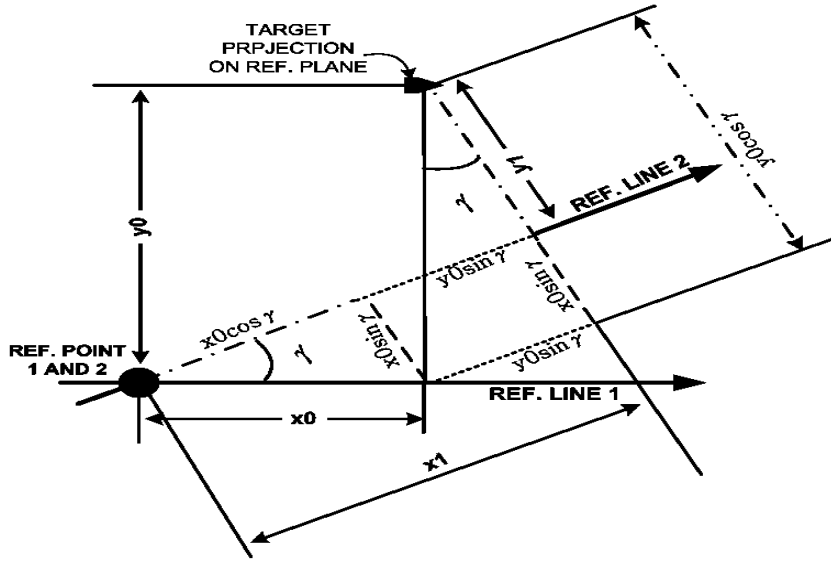 TARGET
PRPJECTION
ON REF. PLANE
y0cos γ
y1
REF. LINE 2
y0
γ
y0sin γ
x0sin γ
x0cos γ
REF. POINT
1 AND 2
γ
x0sin γ
y0sin γ
REF. LINE 1
x0
x1